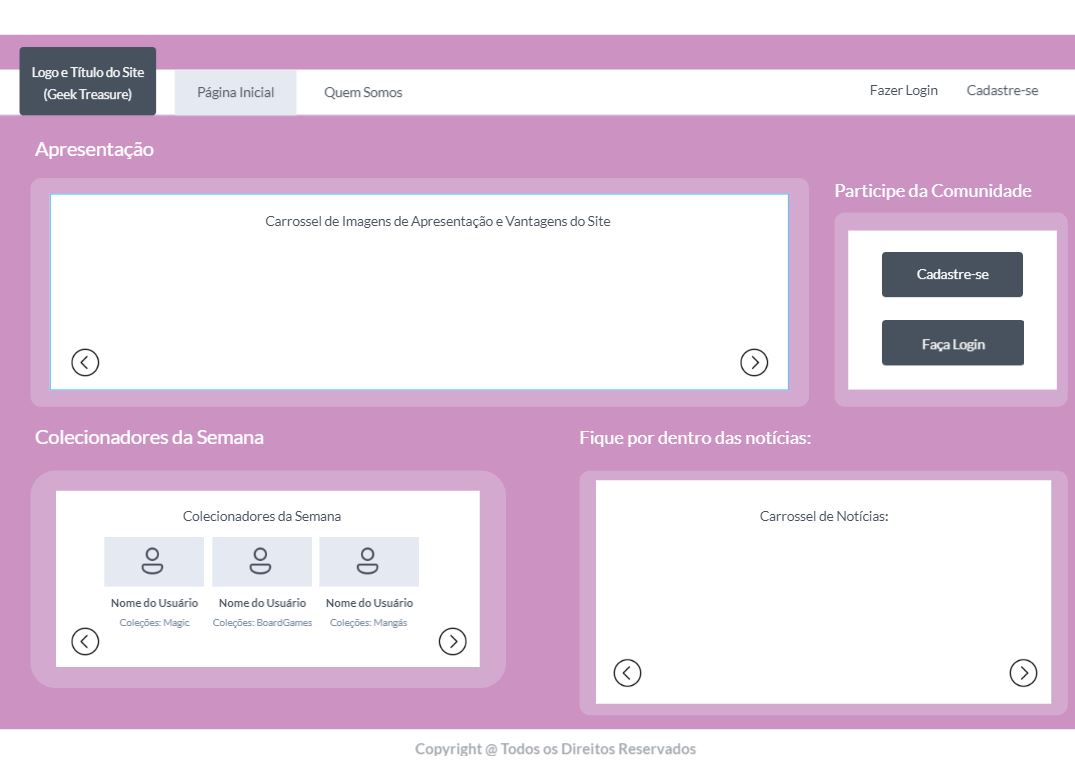 Logo e Título do Site
(Geek Treasure)
Página Inicial
Quem Somos
Fazer Login
Cadastre-se
Apresentação
Carrossel de Imagens de Apresentação e Vantagens do Site
Participe da Comunidade
Cadastre-se
Faça Login
Colecionadores da Semana
Colecionadores da Semana
Nome do Usuário
Nome do Usuário
Nome do Usuário
Coleções: Magic
Coleções: BoardGames
Coleções: Mangás
Fique por dentro das notícias:
Carrossel de Notícias:
Copyright @ Todos os Direitos Reservados